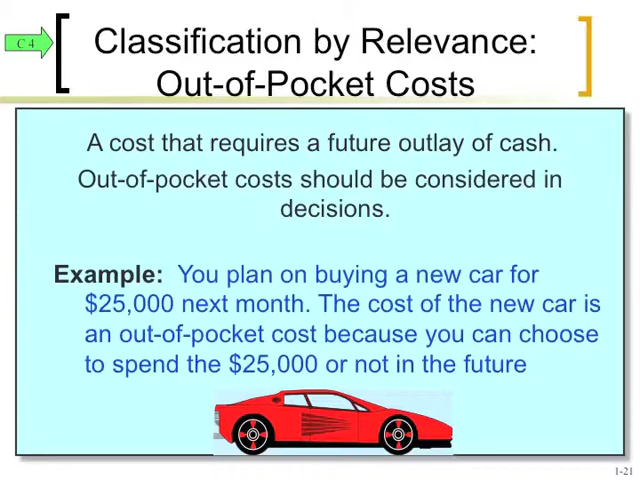 C 4
Classification by Relevance:
Out-of-Pocket Costs
A cost that requires a future outlay of cash.
Out-of-pocket costs should be considered in
decisions.
Example: You plan on buying a new car for
$25,000 next month. The cost of the new car is
an out-of-pocket cost because you can choose
to spend the $25,000 or not in the future
1-21